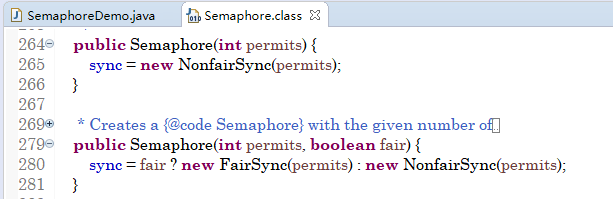 SemaphoreDemo.java
Semaphore.class
264 public Semaphore(int permits) {
265 sync = new NonfairSync(permits);
266 }
267
269 * Creates a {@code Semaphore} with the given number of
279 public Semaphore(int permits, boolean fair) {
280 sync = fair ? new FairSync(permits) : new NonfairSync(permits);
281 }